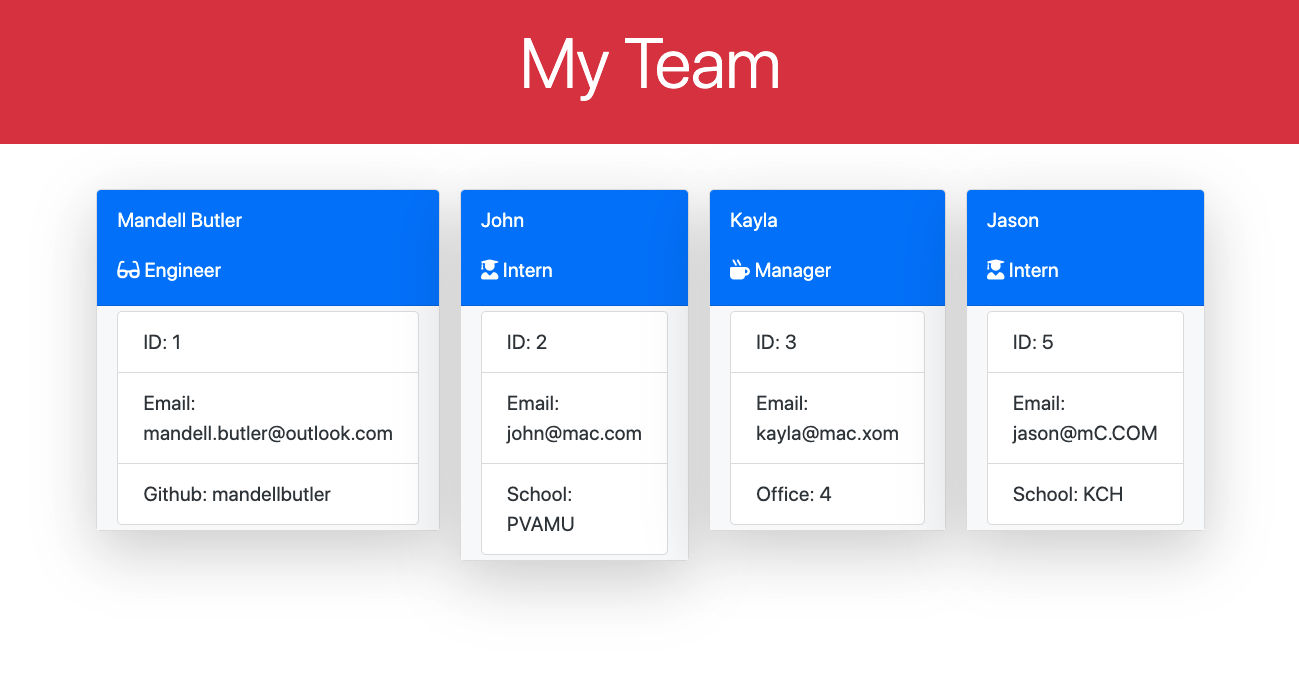 My Team
Mandell Butler
Engineer
ID: 1
Email:
mandell.butler@outlook.com
Github: mandellbutler
John
Intern
ID: 2
Email:
john@mac.com
School:
PVAMU
Kayla
Manager
ID: 3
Email:
kayla@mac.xom
Office: 4
Jason
Intern
ID: 5
Email:
jason@mC.COM
School: KCH